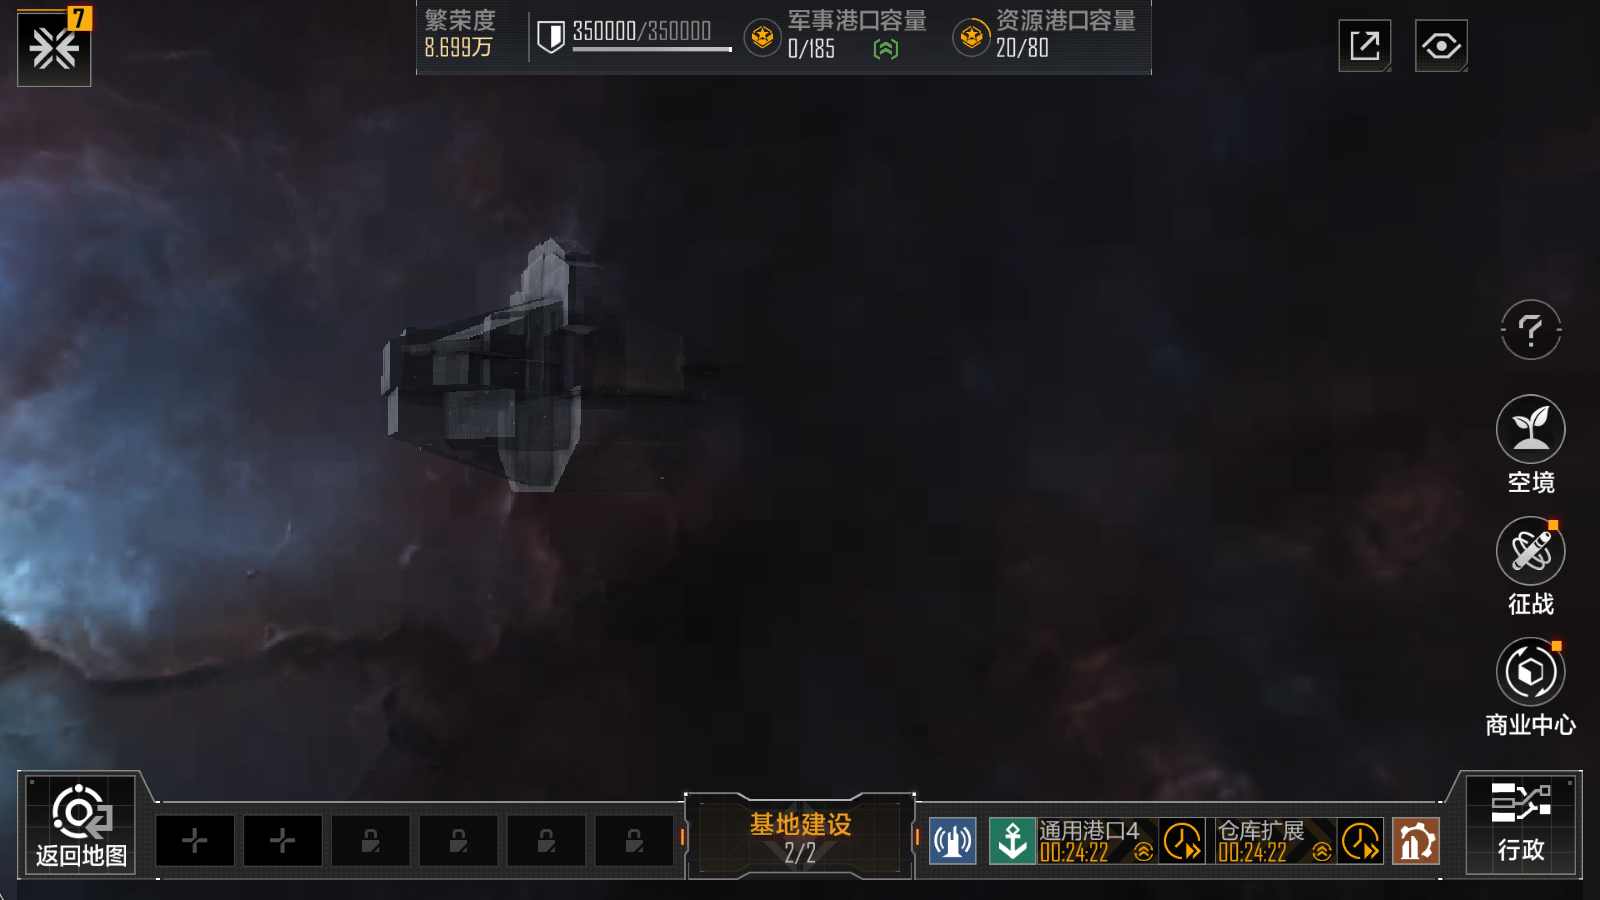 7
繁荣度
8.699万
350000/350000
军事港口容量
0/185
资源港口容量
20/80
空境
征战
商业中心
返回地图
基地建设
2/2
通用港口4
00:24:22
仓库扩展
00:24:22
行政